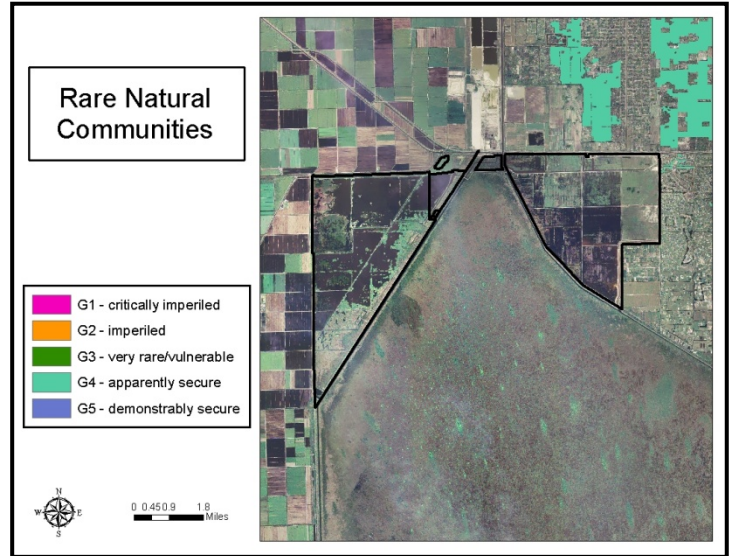 Rare Natural
Communities
G1 - critically imperiled
G2 - imperiled
G3 - very rare/vulnerable
G4 - apparently secure
G5 - demonstrably secure
N
W E
S
0 0.45 0.9 1.8
Miles